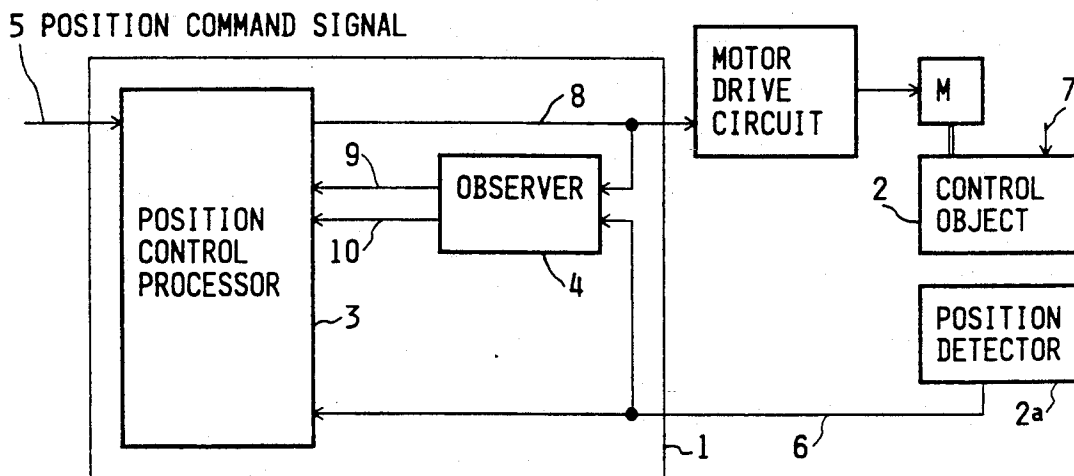 5 POSITION COMMAND SIGNAL
MOTOR
DRIVE
CIRCUIT
M
7
8
9
OBSERVER
10
4
POSITION
CONTROL
PROCESSOR
3
2
CONTROL
OBJECT
POSITION
DETECTOR
2a
6
1